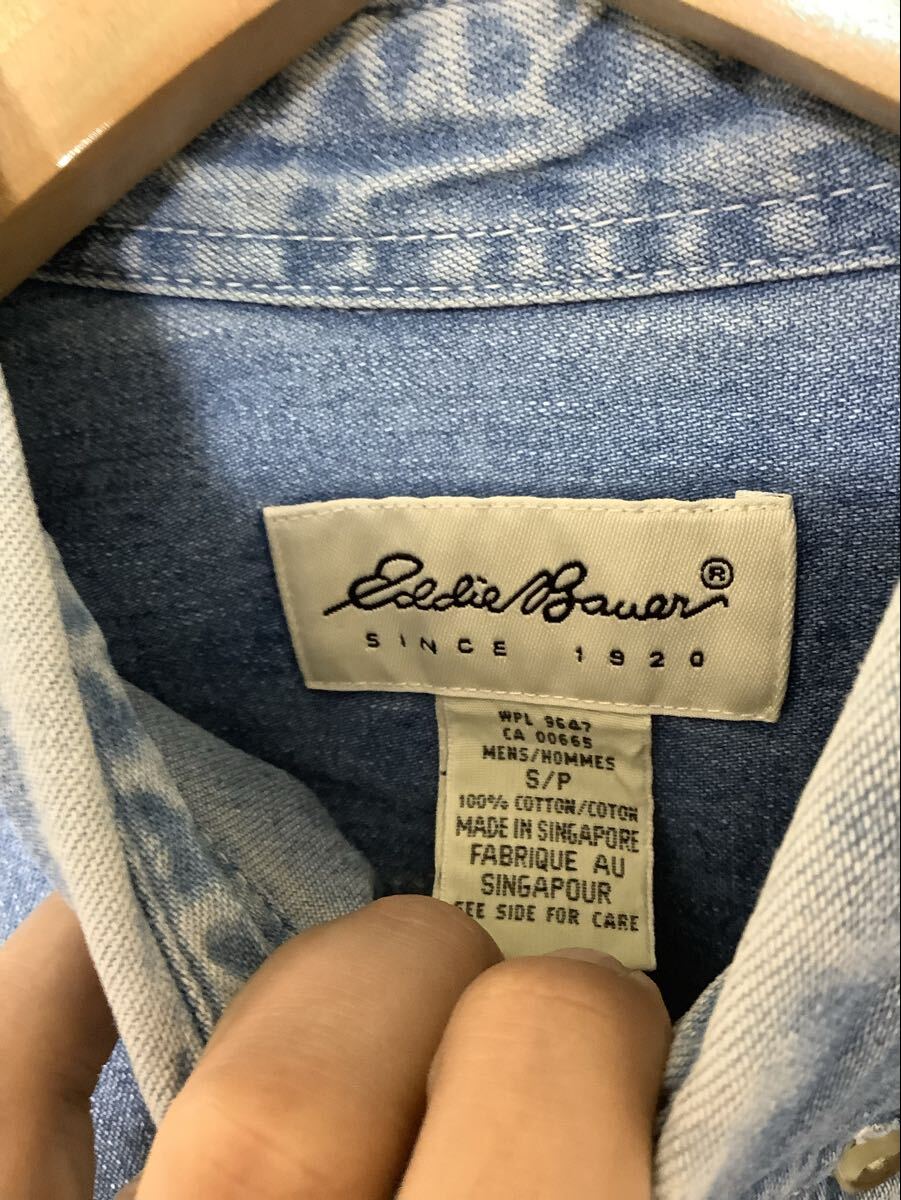 Eddie Bauer®
SINCE 1920
WPL 9647
CA 00665
MENS/HOMMES
S/P
100% COTTON/COTON
MADE IN SINGAPORE
FABRIQUE AU
SINGAPOUR
SEE SIDE FOR CARE